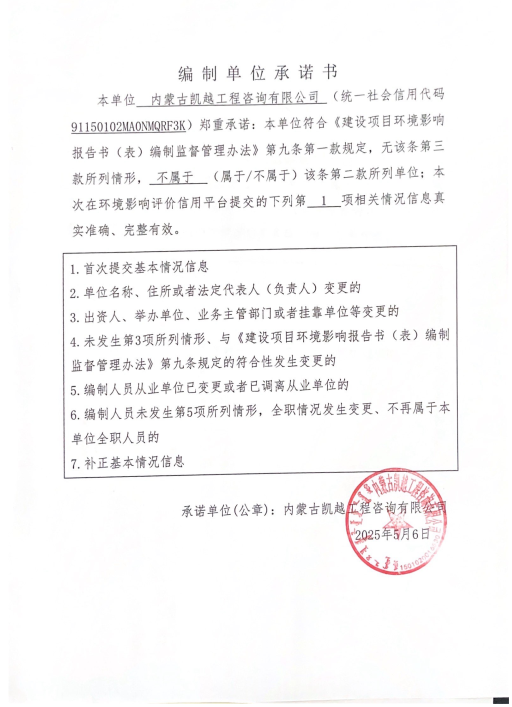 编制单位承诺书
本单位 内蒙古凯越工程咨询有限公司 （统一社会信用代码
91150102MA0NMQRF3K）郑重承诺：本单位符合《建设项目环境影响
报告书（表）编制监督管理办法》第九条第一款规定，无该条第三
款所列情形， 不属于 （属于/不属于）该条第二款所列单位；本
次在环境影响评价信用平台提交的下列第 1 项相关情况信息真
实准确、完整有效。
1.首次提交基本情况信息
2.单位名称、住所或者法定代表人（负责人）变更的
3.出资人、举办单位、业务主管部门或者挂靠单位等变更的
4.未发生第3项所列情形、与《建设项目环境影响报告书（表）编制
监督管理办法》第九条规定的符合性发生变更的
5.编制人员从业单位已变更或者已调离从业单位的
6.编制人员未发生第5项所列情形，全职情况发生变更、不再属于本
单位全职人员的
7.补正基本情况信息
承诺单位(公章)：内蒙古凯越工程咨询有限公司
2025年5月6日
内蒙古凯越工程咨询有限公司